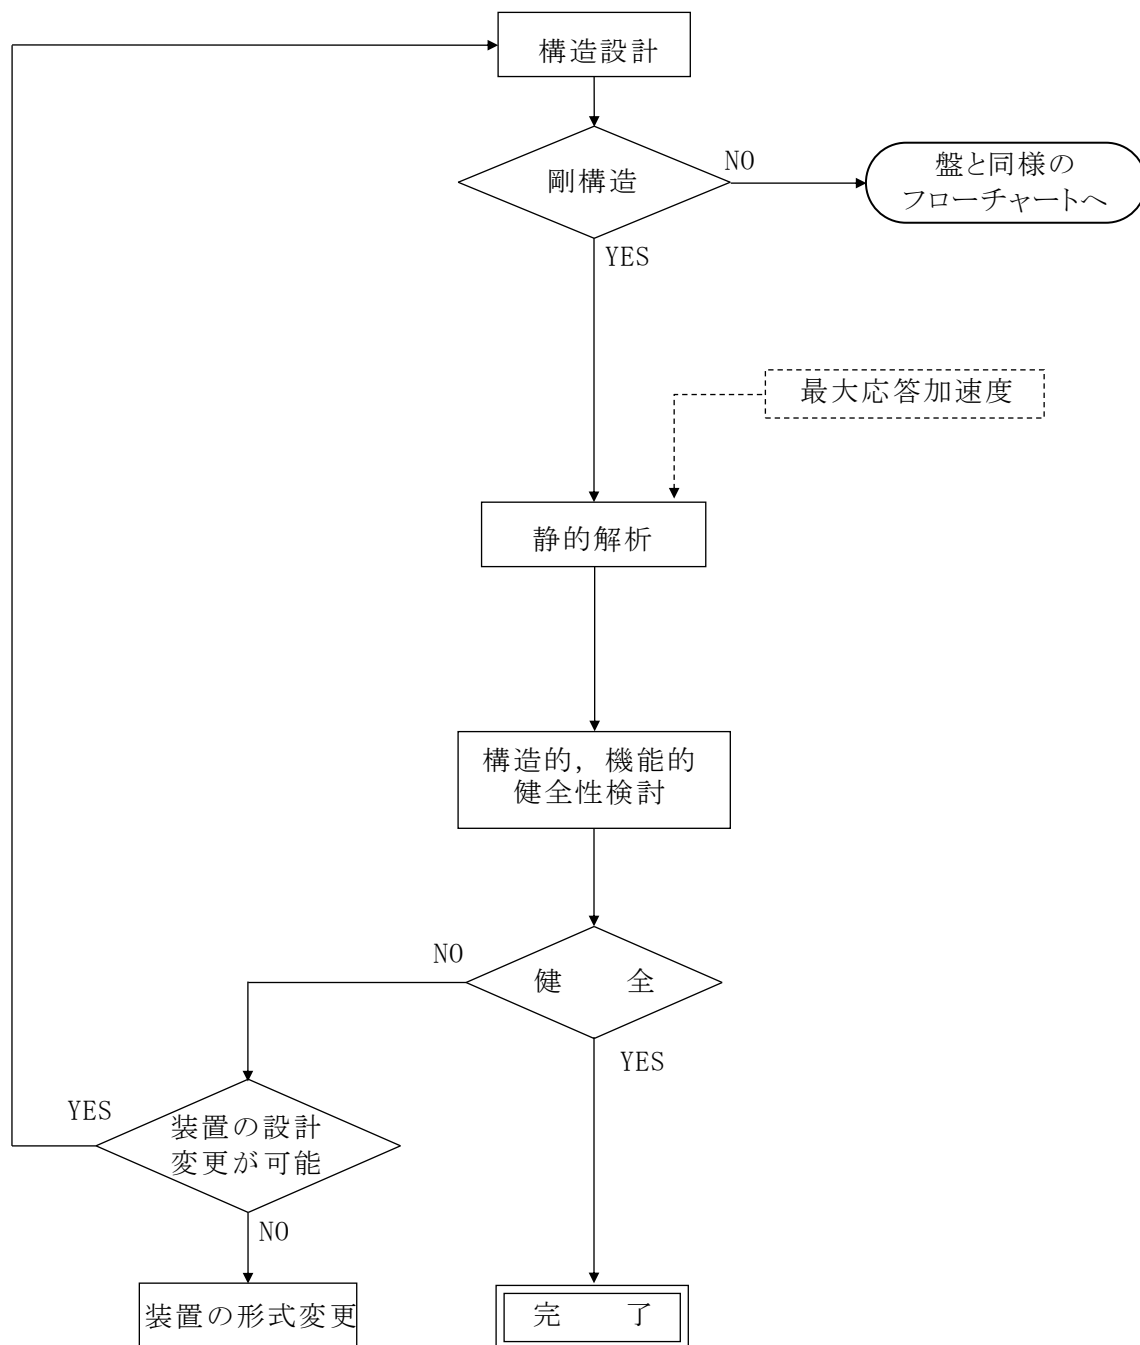 構造設計
剛構造
NO
盤と同様の
フローチャートへ
YES
最大応答加速度
静的解析
構造的，機能的
健全性検討
NO
健　全
YES
YES
装置の設計
変更が可能
NO
装置の形式変更
完　了